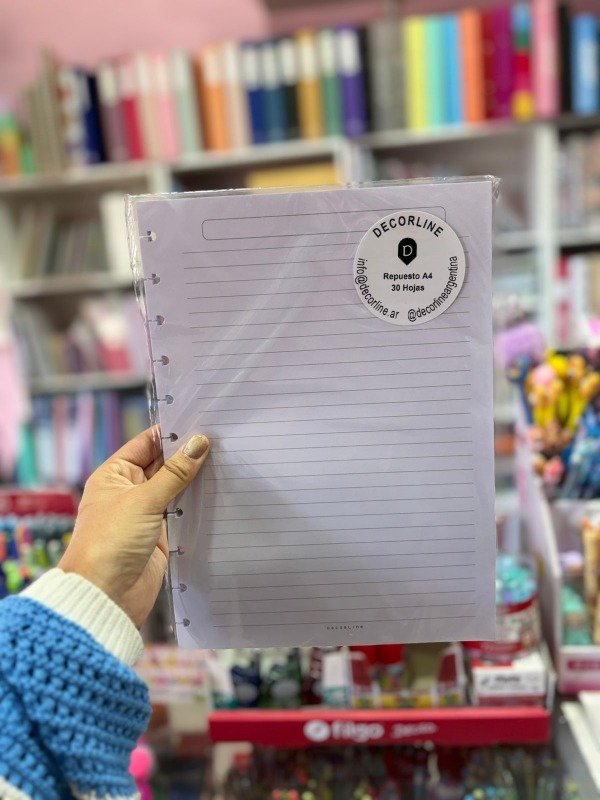 DECORLINE
D
Repuesto A4
30 Hojas
info@decorline.ar
@decorlineargentina
DECORLINE
filgo